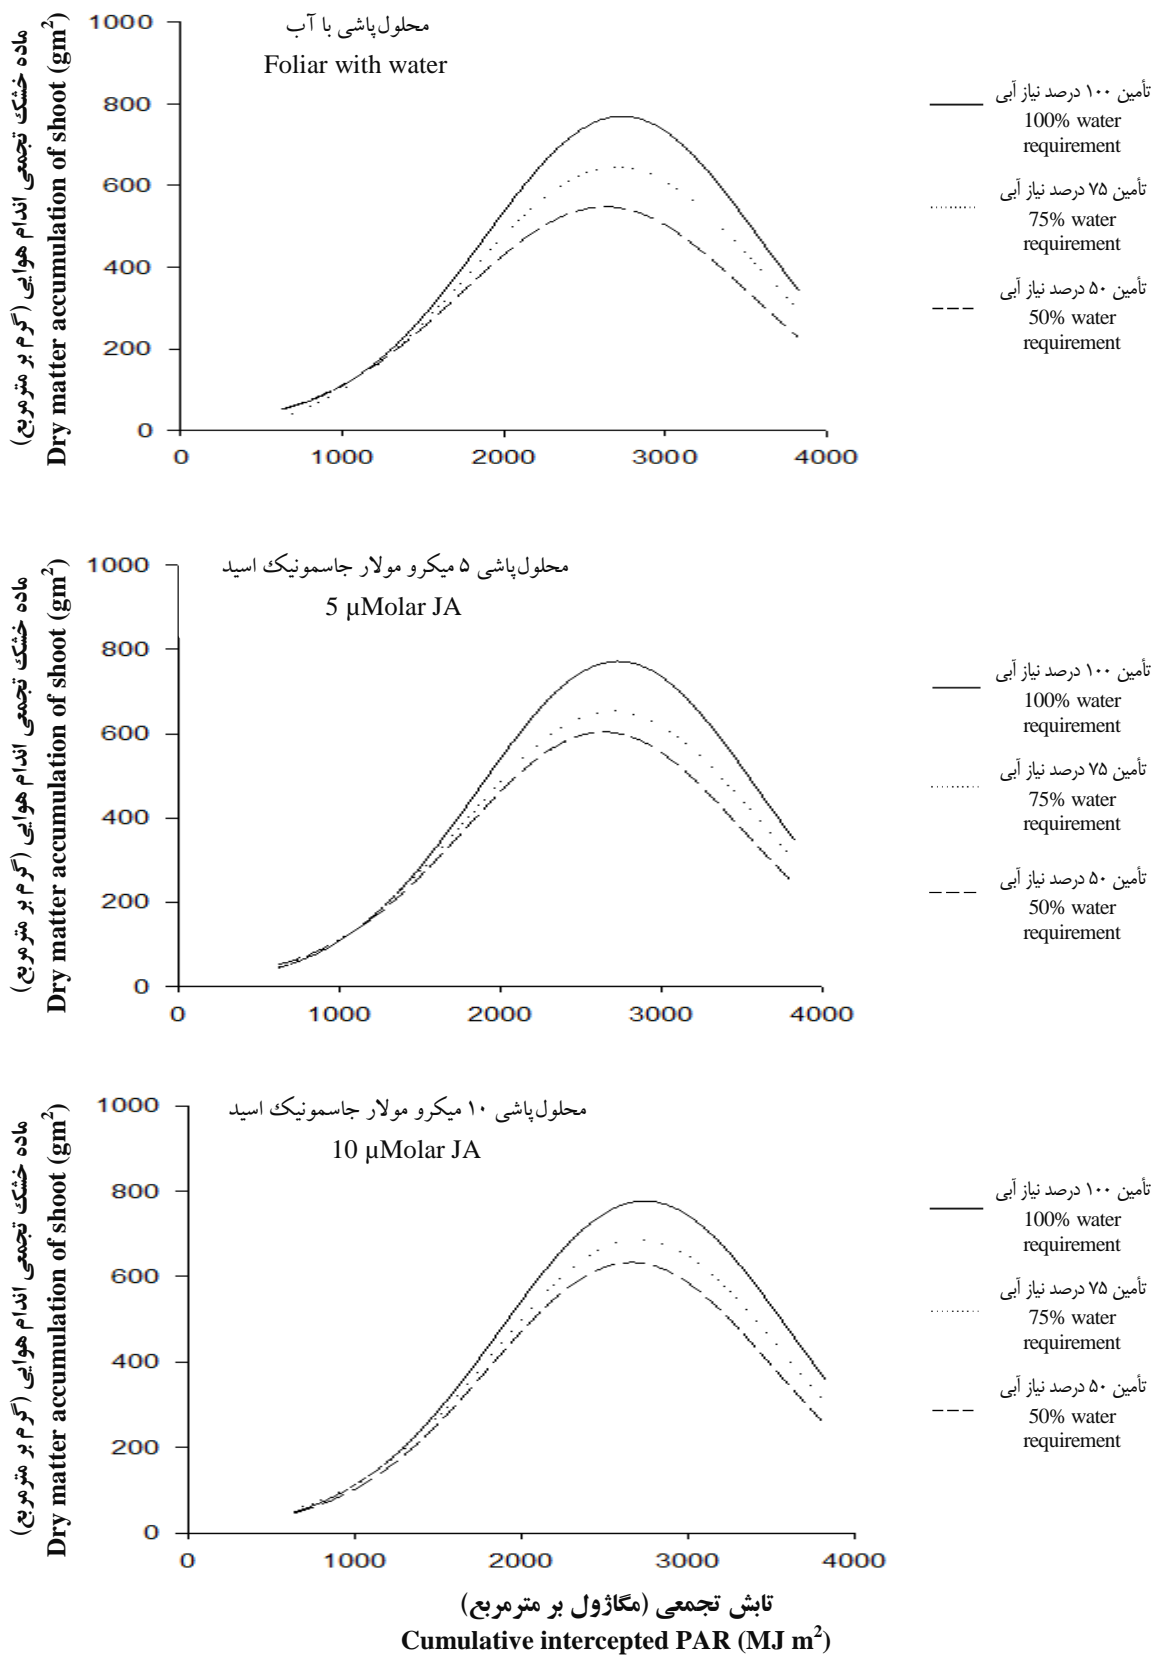 ماده خشک تجمعی اندام هوایی (گرم بر مترمربع)
Dry matter accumulation of shoot (gm²)
محلول‌پاشی با آب
Foliar with water
1000
800
600
400
200
0
0 1000 2000 3000 4000
تأمین ۱۰۰ درصد نیاز آبی
100% water
requirement
تأمین ۷۵ درصد نیاز آبی
75% water
requirement
تأمین ۵۰ درصد نیاز آبی
50% water
requirement
ماده خشک تجمعی اندام هوایی (گرم بر مترمربع)
Dry matter accumulation of shoot (gm²)
محلول‌پاشی ۵ میکرو مولار جاسمونیک اسید
5 µMolar JA
1000
800
600
400
200
0
0 1000 2000 3000 4000
تأمین ۱۰۰ درصد نیاز آبی
100% water
requirement
تأمین ۷۵ درصد نیاز آبی
75% water
requirement
تأمین ۵۰ درصد نیاز آبی
50% water
requirement
ماده خشک تجمعی اندام هوایی (گرم بر مترمربع)
Dry matter accumulation of shoot (gm²)
محلول‌پاشی ۱۰ میکرو مولار جاسمونیک اسید
10 µMolar JA
1000
800
600
400
200
0
0 1000 2000 3000 4000
تأمین ۱۰۰ درصد نیاز آبی
100% water
requirement
تأمین ۷۵ درصد نیاز آبی
75% water
requirement
تأمین ۵۰ درصد نیاز آبی
50% water
requirement
تابش تجمعی (مگاژول بر مترمربع)
Cumulative intercepted PAR (MJ m²)